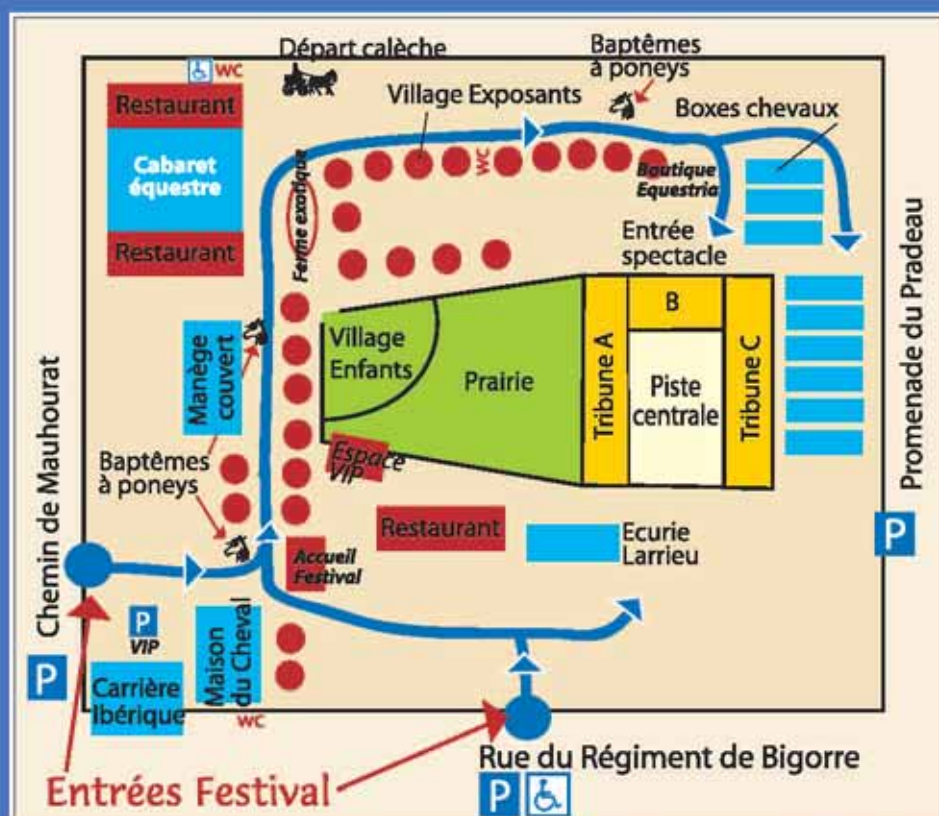 Départ calèche
Baptêmes
à poneys
WC
Village Exposants
Boxes chevaux
Restaurant
Cabaret
équestre
Restaurant
Ferme exotique
WC
Boutique
Equestria
Entrée
spectacle
Village
Enfants
Prairie
Tribune A
B
Piste
centrale
Tribune C
Manège
couvert
Espace
VIP
Baptêmes
à poneys
Restaurant
Ecurie
Larrieu
Accueil
Festival
Chemin de Mauhourat
P
Promenade du Pradeau
P
P
VIP
Maison
du Cheval
Carrière
Ibérique
WC
Rue du Régiment de Bigorre
P
Entrées Festival